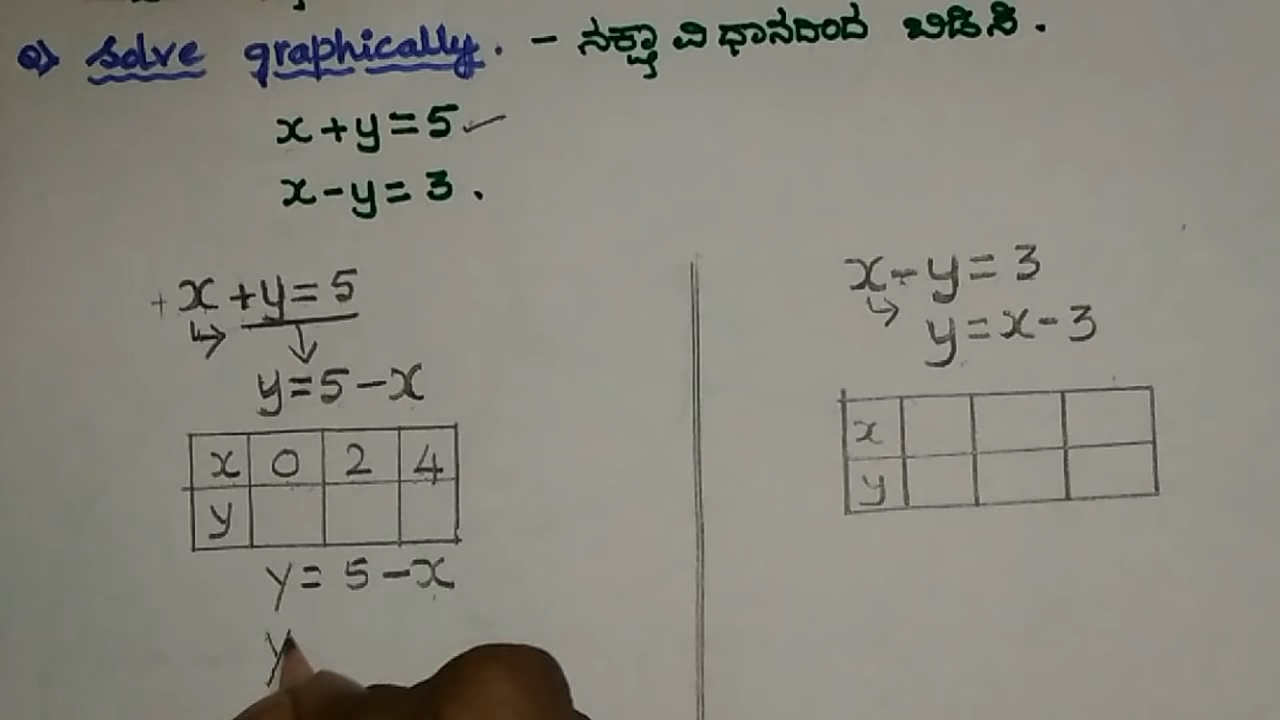 Q) solve graphically. - ನಕ್ಷಾ ವಿಧಾನದಿಂದ ಬಿಡಿಸಿ.
x+y=5
x-y=3.
+x+y=5
y=5-x
x 0 2 4
y
y=5-x
y
x-y=3
y=x-3
x
y